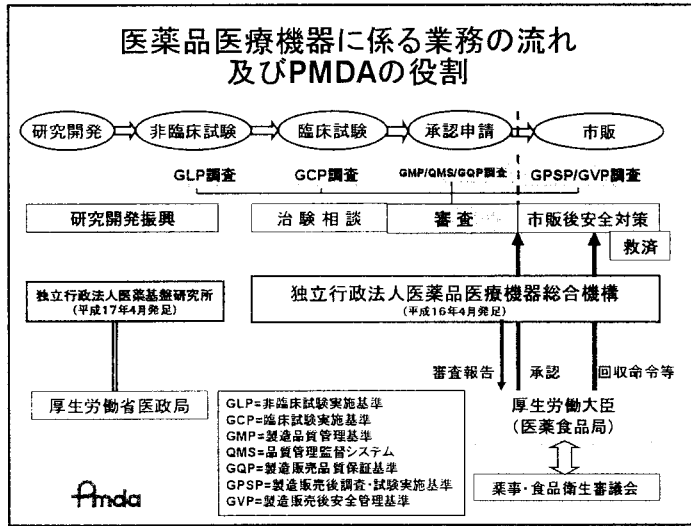 医薬品医療機器に係る業務の流れ
及びPMDAの役割
研究開発
非臨床試験
臨床試験
承認申請
市販
GLP調査
GCP調査
GMP/QMS/GQP調査
GPSP/GVP調査
研究開発振興
治験相談
審査
市販後安全対策
救済
独立行政法人医薬基盤研究所
(平成17年4月発足)
独立行政法人医薬品医療機器総合機構
(平成16年4月発足)
審査報告
承認
回収命令等
厚生労働省医政局
GLP=非臨床試験実施基準
GCP=臨床試験実施基準
GMP=製造品質管理基準
QMS=品質管理監督システム
GQP=製造販売品質保証基準
GPSP=製造販売後調査・試験実施基準
GVP=製造販売後安全管理基準
厚生労働大臣
(医薬食品局)
薬事・食品衛生審議会
Pmda